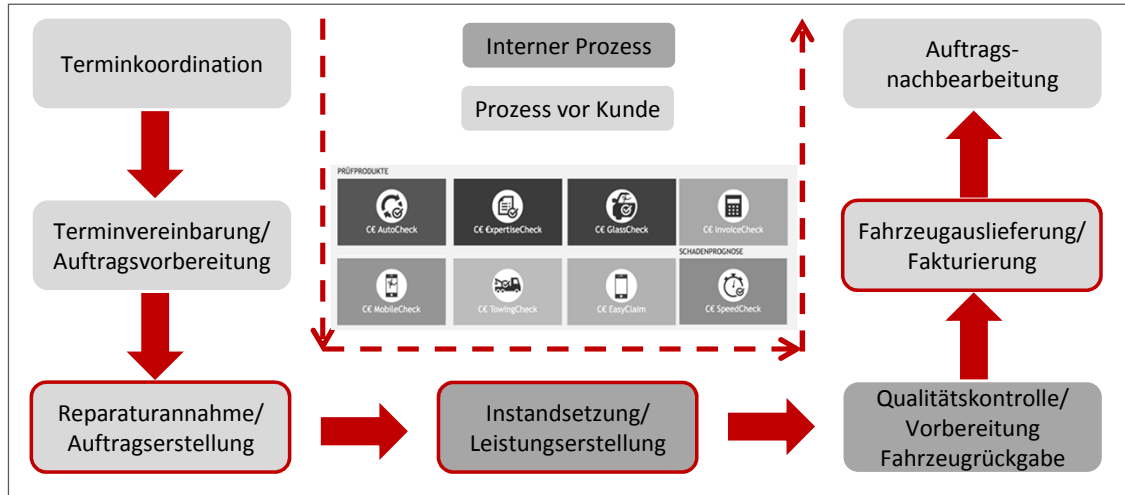 Terminkoordination
Interner Prozess
Auftrags-
nachbearbeitung
Prozess vor Kunde
PRÜFPRODUKTE
C€ AutoCheck
C€ €xpertiseCheck
C€ GlassCheck
C€ InvoiceCheck
SCHADENPROGNOSE
C€ MobileCheck
C€ TowingCheck
C€ EasyClaim
C€ SpeedCheck
Terminvereinbarung/
Auftragsvorbereitung
Fahrzeugauslieferung/
Fakturierung
Reparaturannahme/
Auftragserstellung
Instandsetzung/
Leistungserstellung
Qualitätskontrolle/
Vorbereitung
Fahrzeugrückgabe